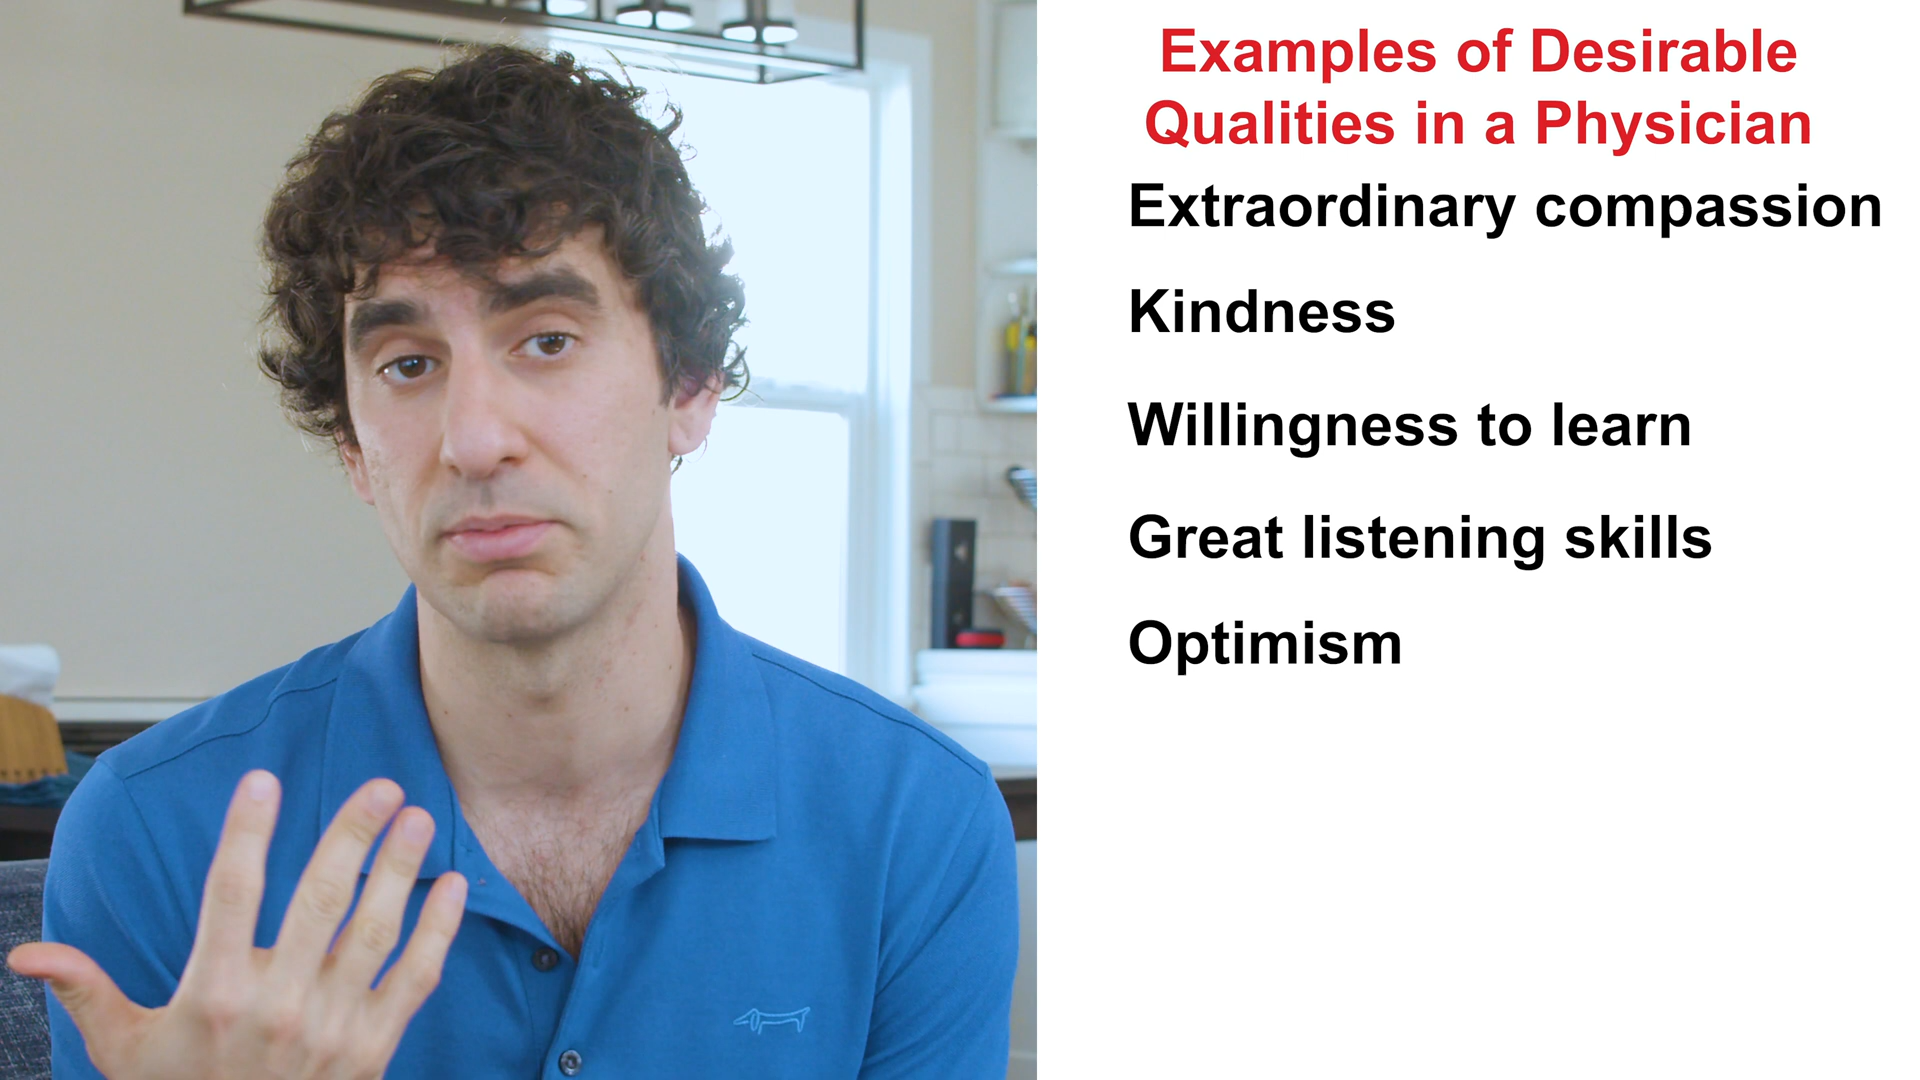 Examples of Desirable
Qualities in a Physician
Extraordinary compassion
Kindness
Willingness to learn
Great listening skills
Optimism